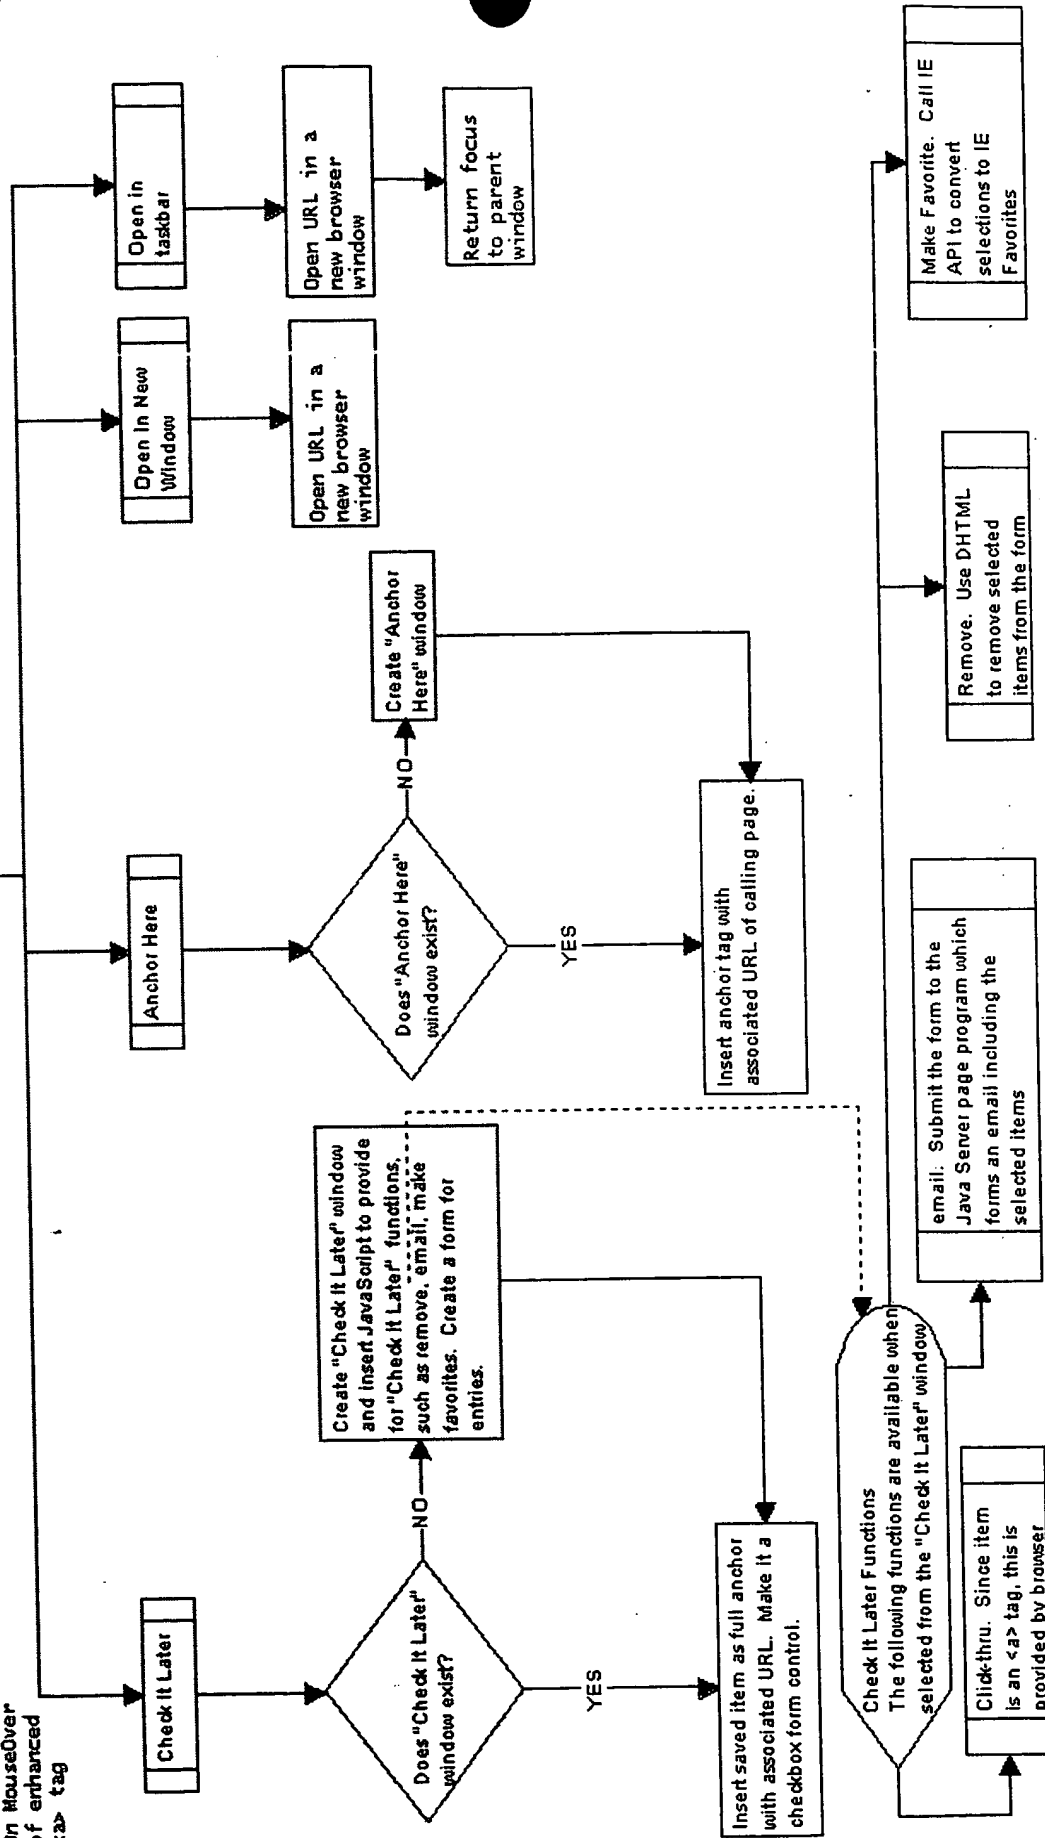 On MouseOver
of enhanced
<a> tag
Check It Later
Does "Check It Later"
window exist?
NO
YES
Create "Check It Later" window
and insert JavaScript to provide
for "Check It Later" functions,
such as remove, email, make
favorites. Create a form for
entries.
Insert saved item as full anchor
with associated URL. Make it a
checkbox form control.
Anchor Here
Does "Anchor Here"
window exist?
NO
YES
Create "Anchor
Here" window
Insert anchor tag with
associated URL of calling page.
Open In New
Window
Open URL in a
new browser
window
Open in
taskbar
Open URL in a
new browser
window
Return focus
to parent
window
Check It Later Functions
The following functions are available when
selected from the "Check It Later" window
Click-thru. Since item
is an <a> tag, this is
provided by browser
email: Submit the form to the
Java Server page program which
forms an email including the
selected items
Remove. Use DHTML
to remove selected
items from the form
Make Favorite. Call IE
API to convert
selections to IE
Favorites